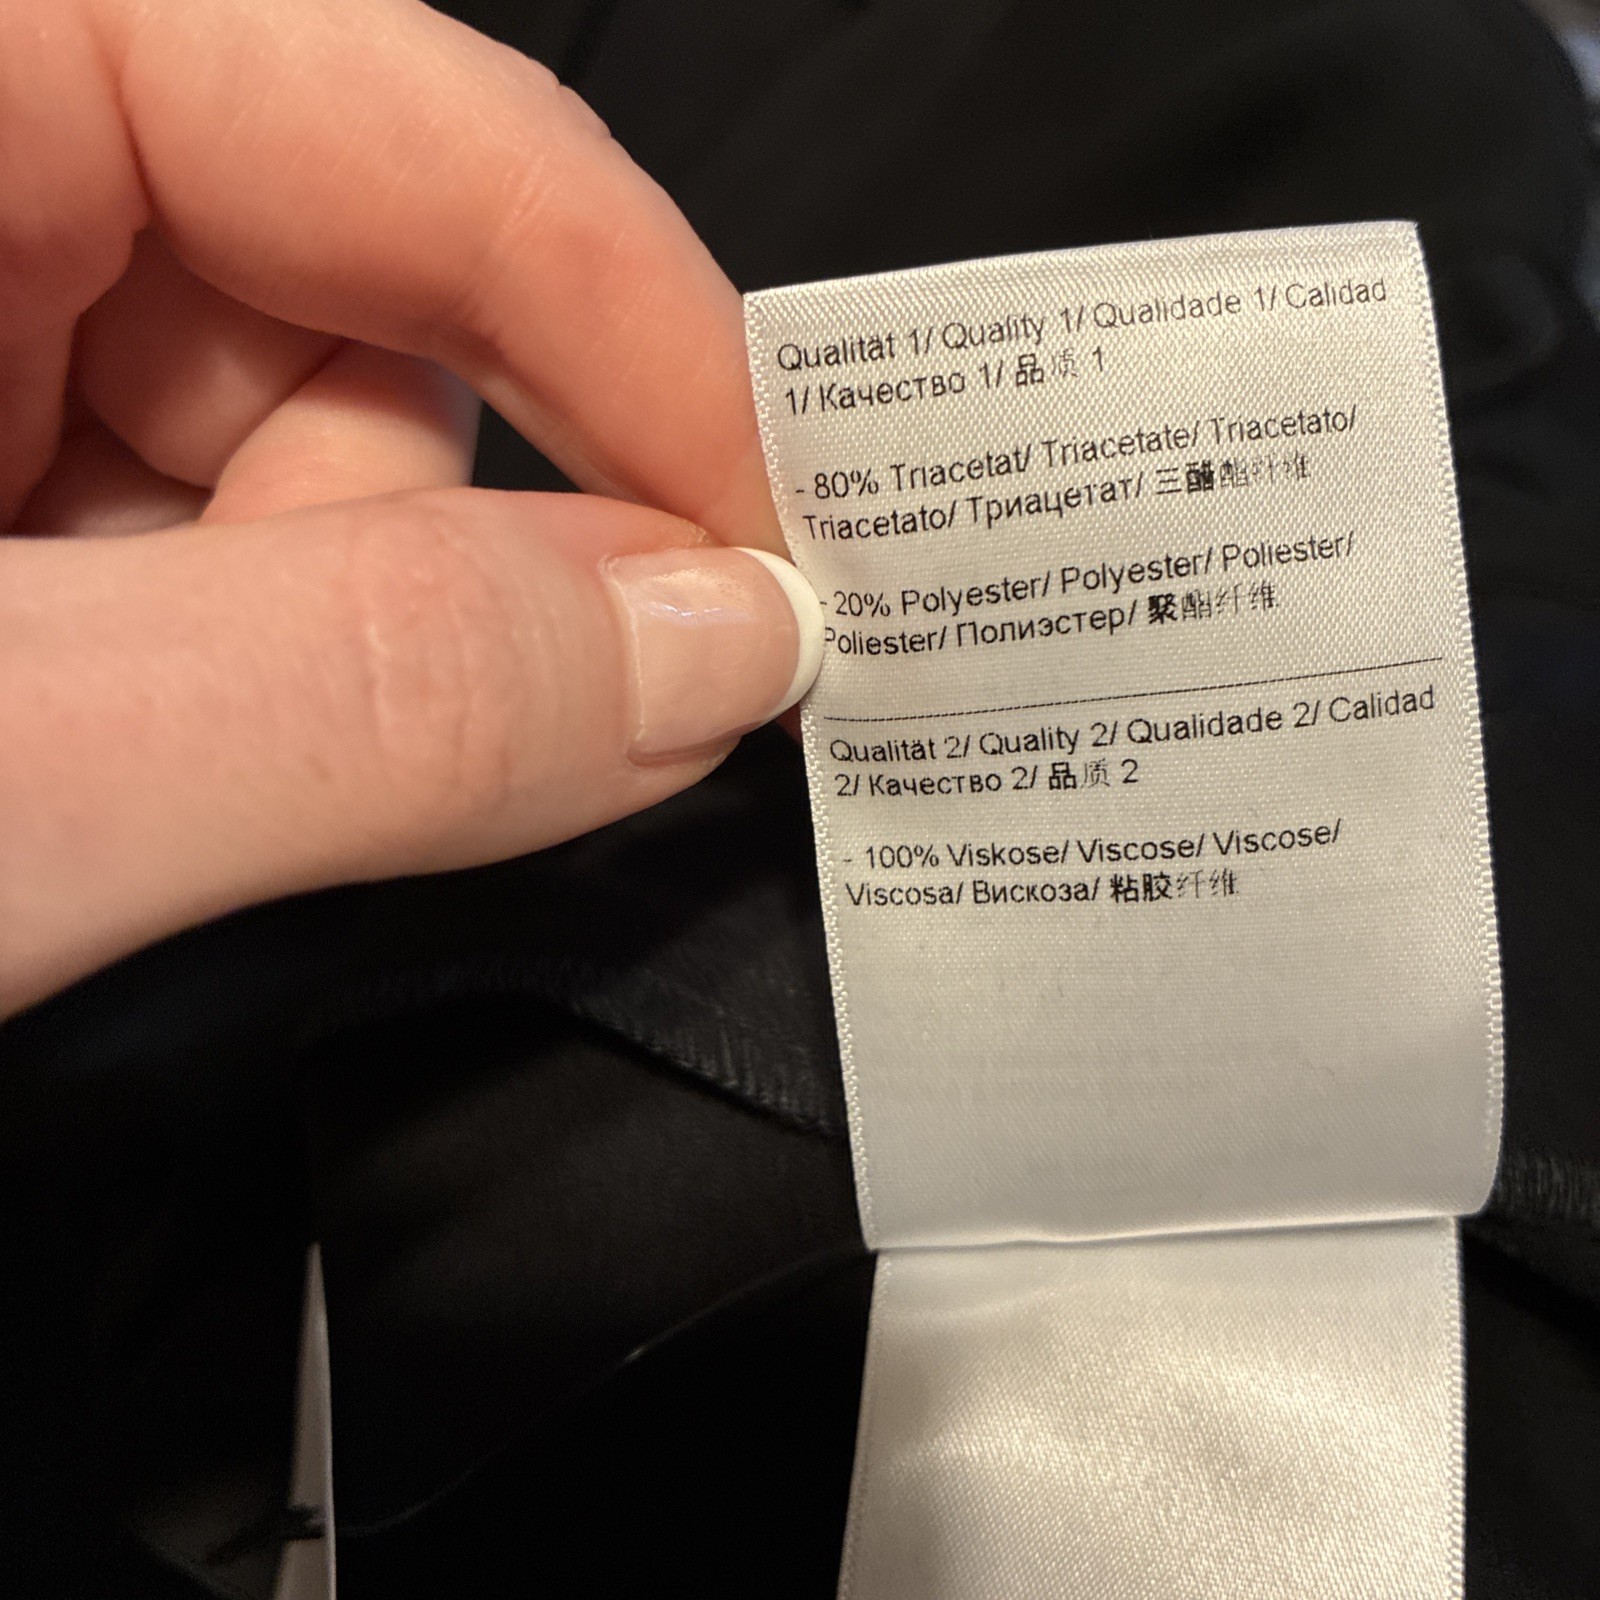 Qualität 1/ Quality 1/ Qualidade 1/ Calidad
1/ Качество 1/ 品质 1
- 80% Triacetat/ Triacetate/ Triacetato/
Triacetato/ Триацетат/ 三醋酯纤维
- 20% Polyester/ Polyester/ Poliester/
Poliester/ Полиэстер/ 聚酯纤维
Qualität 2/ Quality 2/ Qualidade 2/ Calidad
2/ Качество 2/ 品质 2
- 100% Viskose/ Viscose/ Viscose/
Viscosa/ Вискоза/ 粘胶纤维